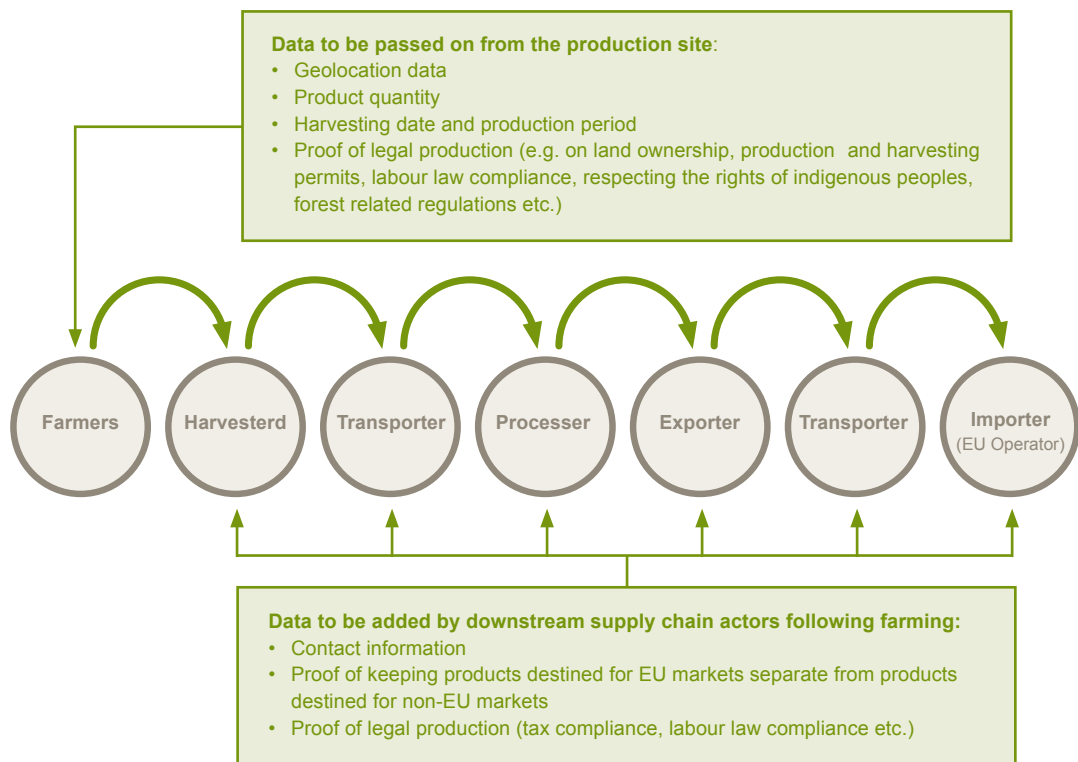 Data to be passed on from the production site:
• Geolocation data
• Product quantity
• Harvesting date and production period
• Proof of legal production (e.g. on land ownership, production and harvesting
permits, labour law compliance, respecting the rights of indigenous peoples,
forest related regulations etc.)
Farmers
Harvesterd
Transporter
Processer
Exporter
Transporter
Importer
(EU Operator)
Data to be added by downstream supply chain actors following farming:
• Contact information
• Proof of keeping products destined for EU markets separate from products
destined for non-EU markets
• Proof of legal production (tax compliance, labour law compliance etc.)